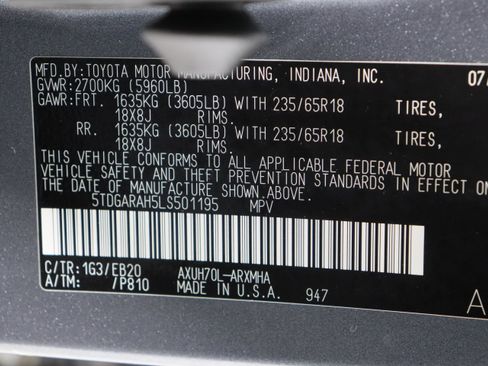 MFD.BY:TOYOTA MOTOR MANUFACTURING, INDIANA, INC. 07/
GVWR:2700KG (5960LB)
GAWR:FRT. 1635KG (3605LB) WITH 235/65R18 TIRES,
18X8J RIMS.
RR. 1635KG (3605LB) WITH 235/65R18 TIRES,
18X8J RIMS.
THIS VEHICLE CONFORMS TO ALL APPLICABLE FEDERAL MOTOR
VEHICLE SAFETY AND THEFT PREVENTION STANDARDS IN EFFECT ON
THE DATE OF MANUFACTURE SHOWN ABOVE.
5TDGARAH5LS501195 MPV
C/TR:1G3/EB20 AXUH70L-ARXMHA
A/TM: /P810 MADE IN U.S.A. 947
A